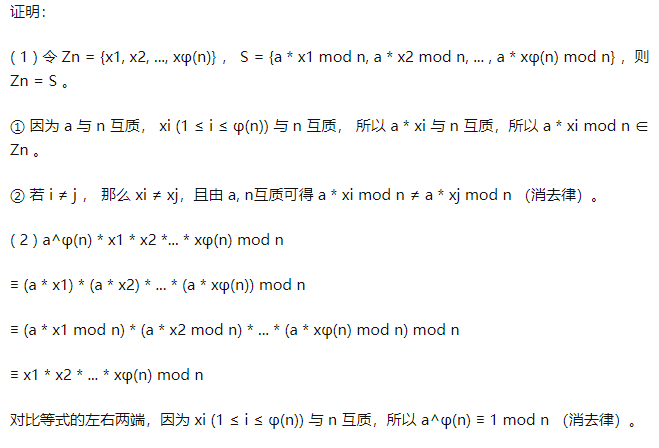 证明：
( 1 ) 令 Zn = {x1, x2, ..., xφ(n)} ， S = {a * x1 mod n, a * x2 mod n, ... , a * xφ(n) mod n} ，则
Zn = S 。
① 因为 a 与 n 互质， xi (1 ≤ i ≤ φ(n)) 与 n 互质， 所以 a * xi 与 n 互质，所以 a * xi mod n ∈
Zn 。
② 若 i ≠ j ， 那么 xi ≠ xj，且由 a, n互质可得 a * xi mod n ≠ a * xj mod n （消去律）。
( 2 ) a^φ(n) * x1 * x2 *... * xφ(n) mod n
≡ (a * x1) * (a * x2) * ... * (a * xφ(n)) mod n
≡ (a * x1 mod n) * (a * x2 mod n) * ... * (a * xφ(n) mod n) mod n
≡ x1 * x2 * ... * xφ(n) mod n
对比等式的左右两端，因为 xi (1 ≤ i ≤ φ(n)) 与 n 互质，所以 a^φ(n) ≡ 1 mod n （消去律）。